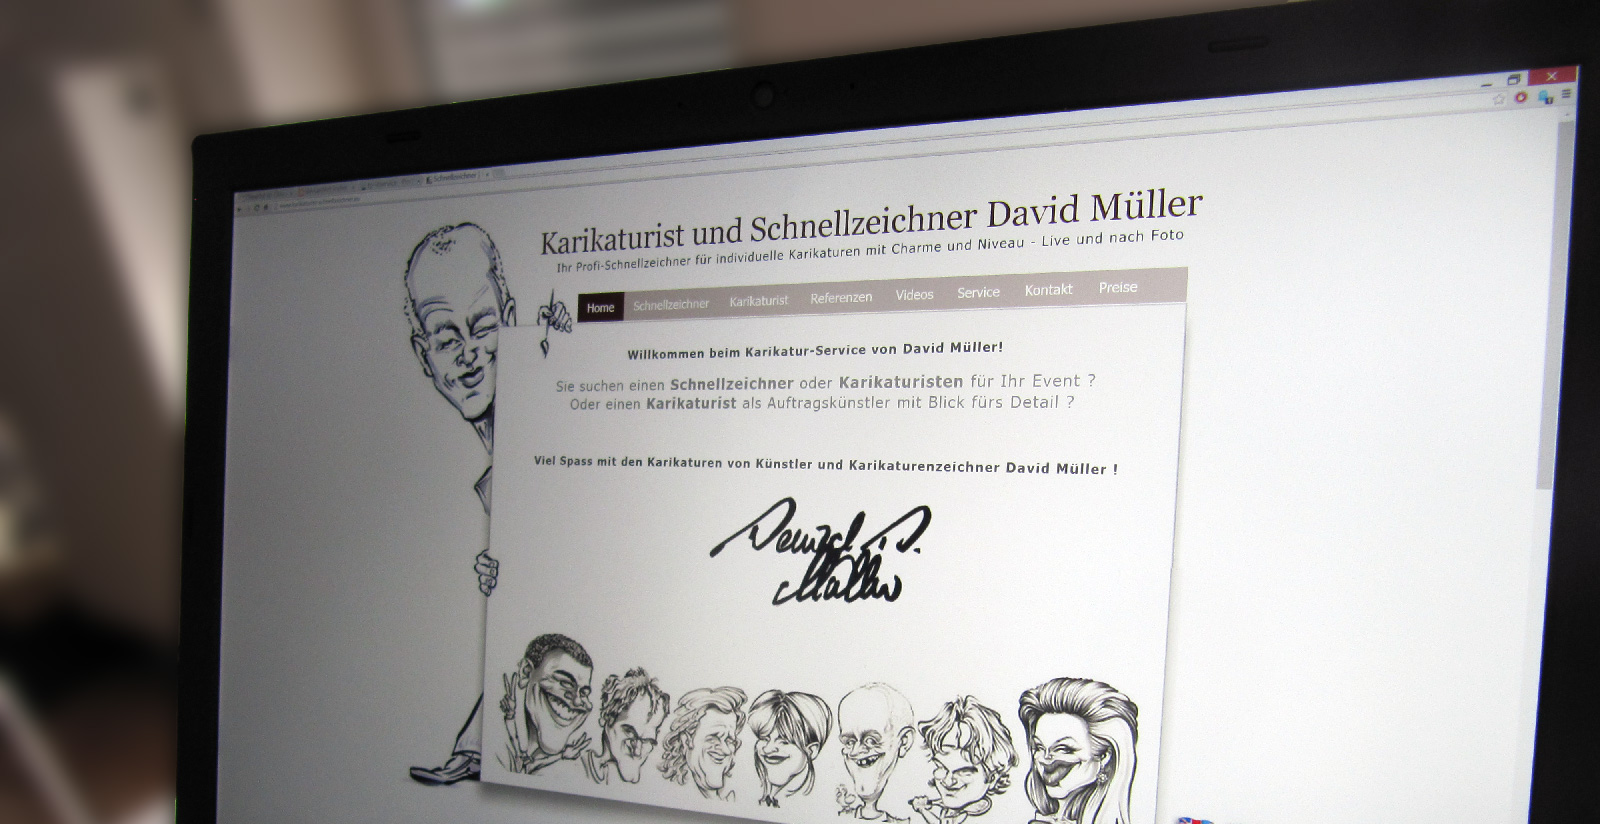 Schnellzeichner
Karikaturist und Schnellzeichner David Müller
Ihr Profi-Schnellzeichner für individuelle Karikaturen mit Charme und Niveau - Live und nach Foto
Home Schnellzeichner Karikaturist Referenzen Videos Service Kontakt Preise
Willkommen beim Karikatur-Service von David Müller!
Sie suchen einen Schnellzeichner oder Karikaturisten für Ihr Event ?
Oder einen Karikaturist als Auftragskünstler mit Blick fürs Detail ?
Viel Spass mit den Karikaturen von Künstler und Karikaturenzeichner David Müller !